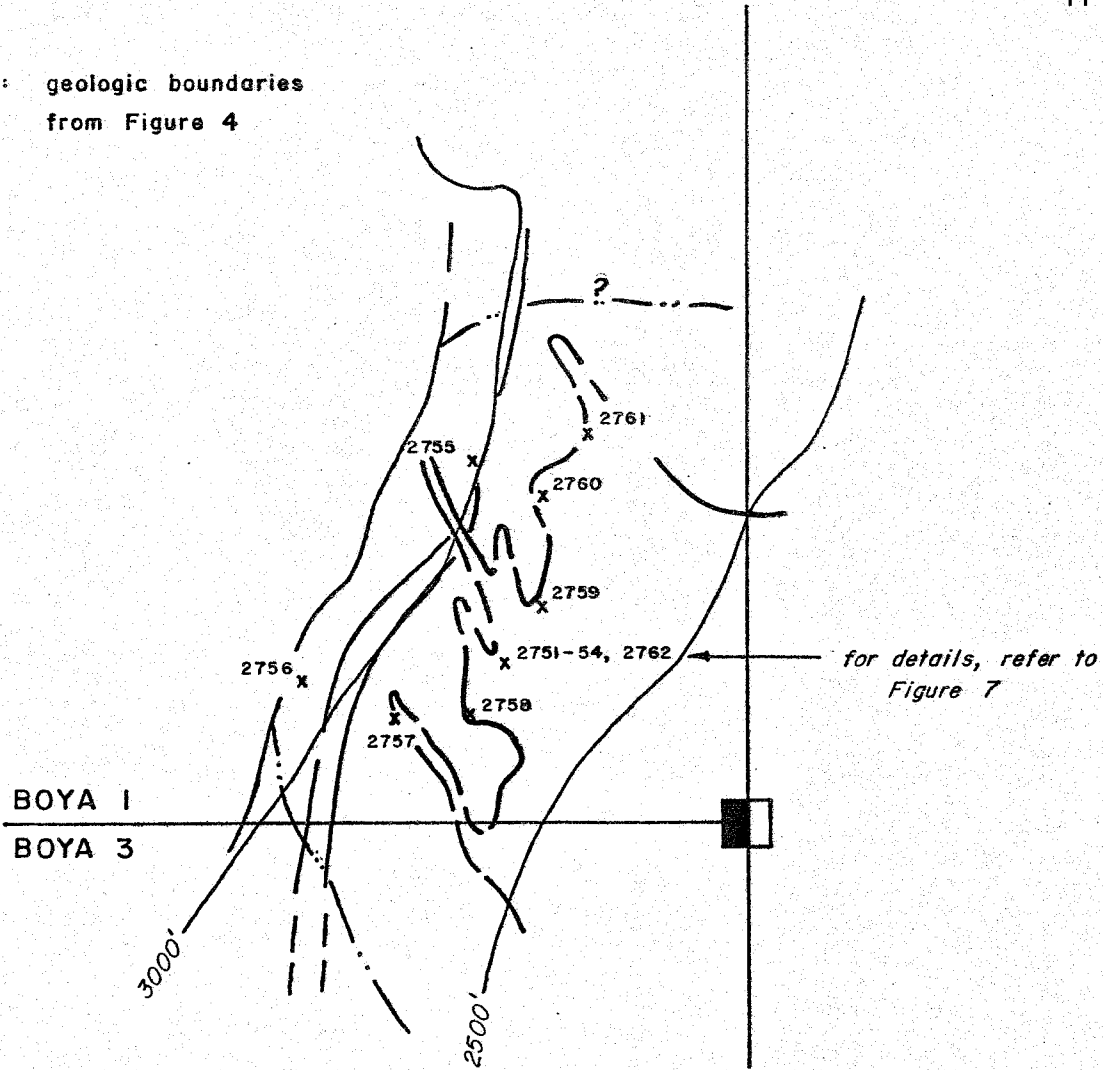 : geologic boundaries
from Figure 4
?
2761
2755
2760
2759
2751-54, 2762
for details, refer to
Figure 7
2756
2758
2757
BOYA 1
BOYA 3
3000'
2500'